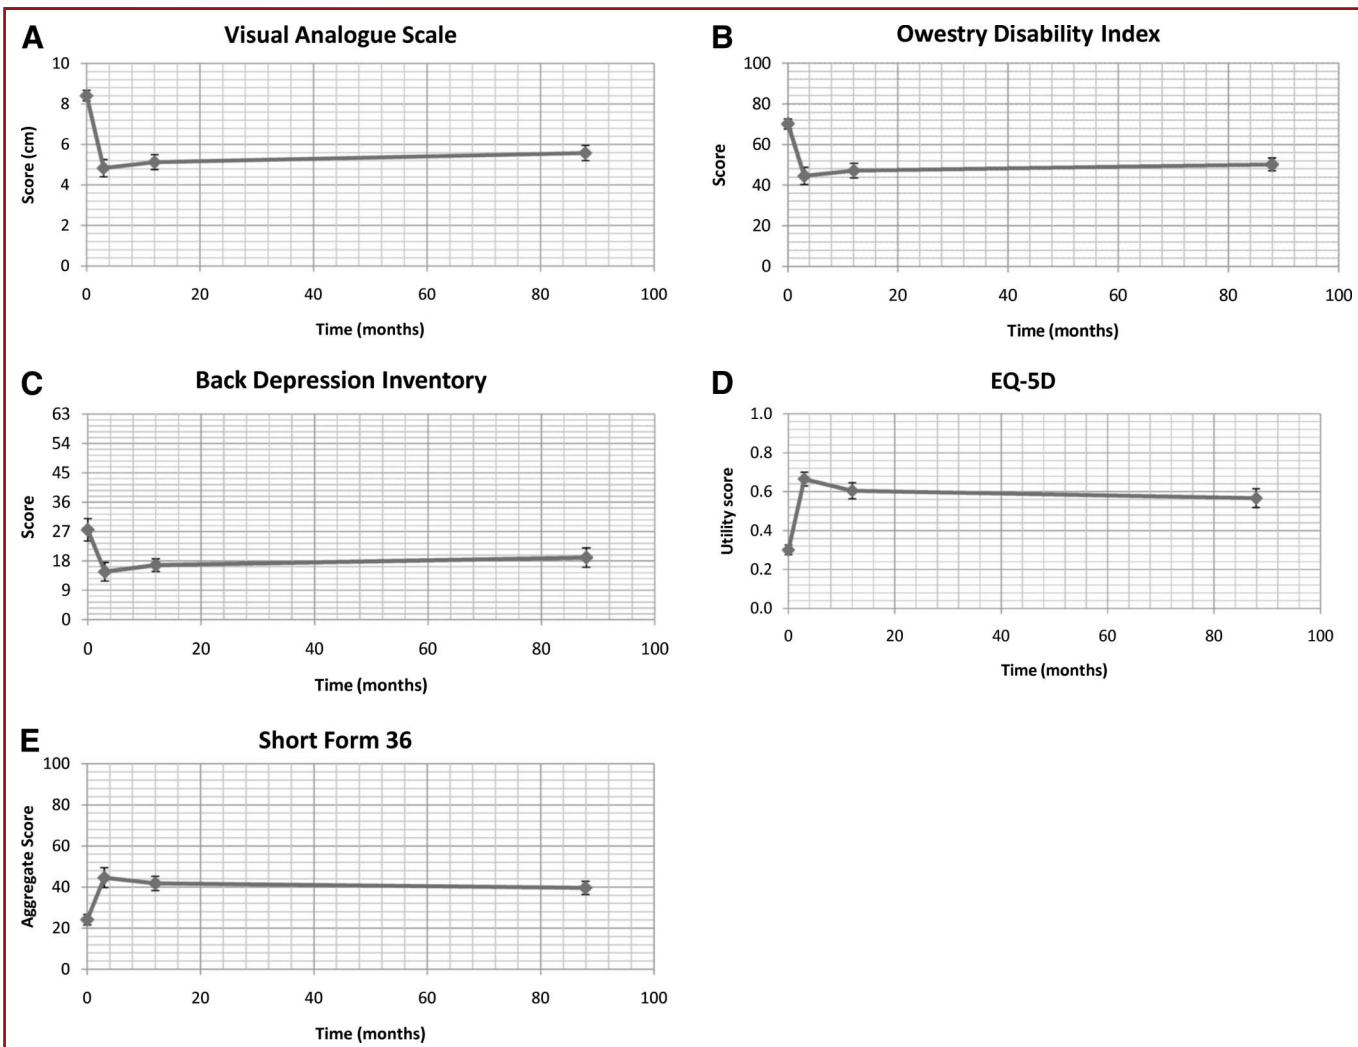 A
Visual Analogue Scale
10
8
6
4
2
0
Score (cm)
0 20 40 60 80 100
Time (months)
B
Owestry Disability Index
100
80
60
40
20
0
Score
0 20 40 60 80 100
Time (months)
C
Back Depression Inventory
63
54
45
36
27
18
9
0
Score
0 20 40 60 80 100
Time (months)
D
EQ-5D
1.0
0.8
0.6
0.4
0.2
0.0
Utility score
0 20 40 60 80 100
Time (months)
E
Short Form 36
100
80
60
40
20
0
Aggregate Score
0 20 40 60 80 100
Time (months)